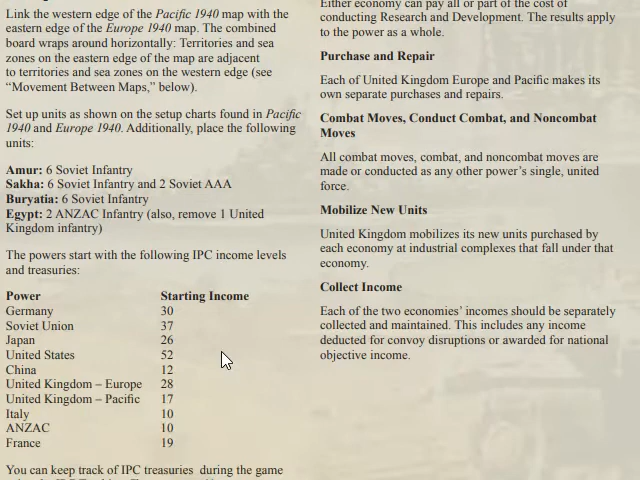 Link the western edge of the Pacific 1940 map with the
eastern edge of the Europe 1940 map. The combined
board wraps around horizontally: Territories and sea
zones on the eastern edge of the map are adjacent
to territories and sea zones on the western edge (see
“Movement Between Maps,” below).
Set up units as shown on the setup charts found in Pacific
1940 and Europe 1940. Additionally, place the following
units:
Amur: 6 Soviet Infantry
Sakha: 6 Soviet Infantry and 2 Soviet AAA
Buryatia: 6 Soviet Infantry
Egypt: 2 ANZAC Infantry (also, remove 1 United
Kingdom infantry)
The powers start with the following IPC income levels
and treasuries:
Power Starting Income
Germany 30
Soviet Union 37
Japan 26
United States 52
China 12
United Kingdom – Europe 28
United Kingdom – Pacific 17
Italy 10
ANZAC 10
France 19
You can keep track of IPC treasuries during the game
Either economy can pay all or part of the cost of
conducting Research and Development. The results apply
to the power as a whole.
Purchase and Repair
Each of United Kingdom Europe and Pacific makes its
own separate purchases and repairs.
Combat Moves, Conduct Combat, and Noncombat
Moves
All combat moves, combat, and noncombat moves are
made or conducted as any other power’s single, united
force.
Mobilize New Units
United Kingdom mobilizes its new units purchased by
each economy at industrial complexes that fall under that
economy.
Collect Income
Each of the two economies’ incomes should be separately
collected and maintained. This includes any income
deducted for convoy disruptions or awarded for national
objective income.